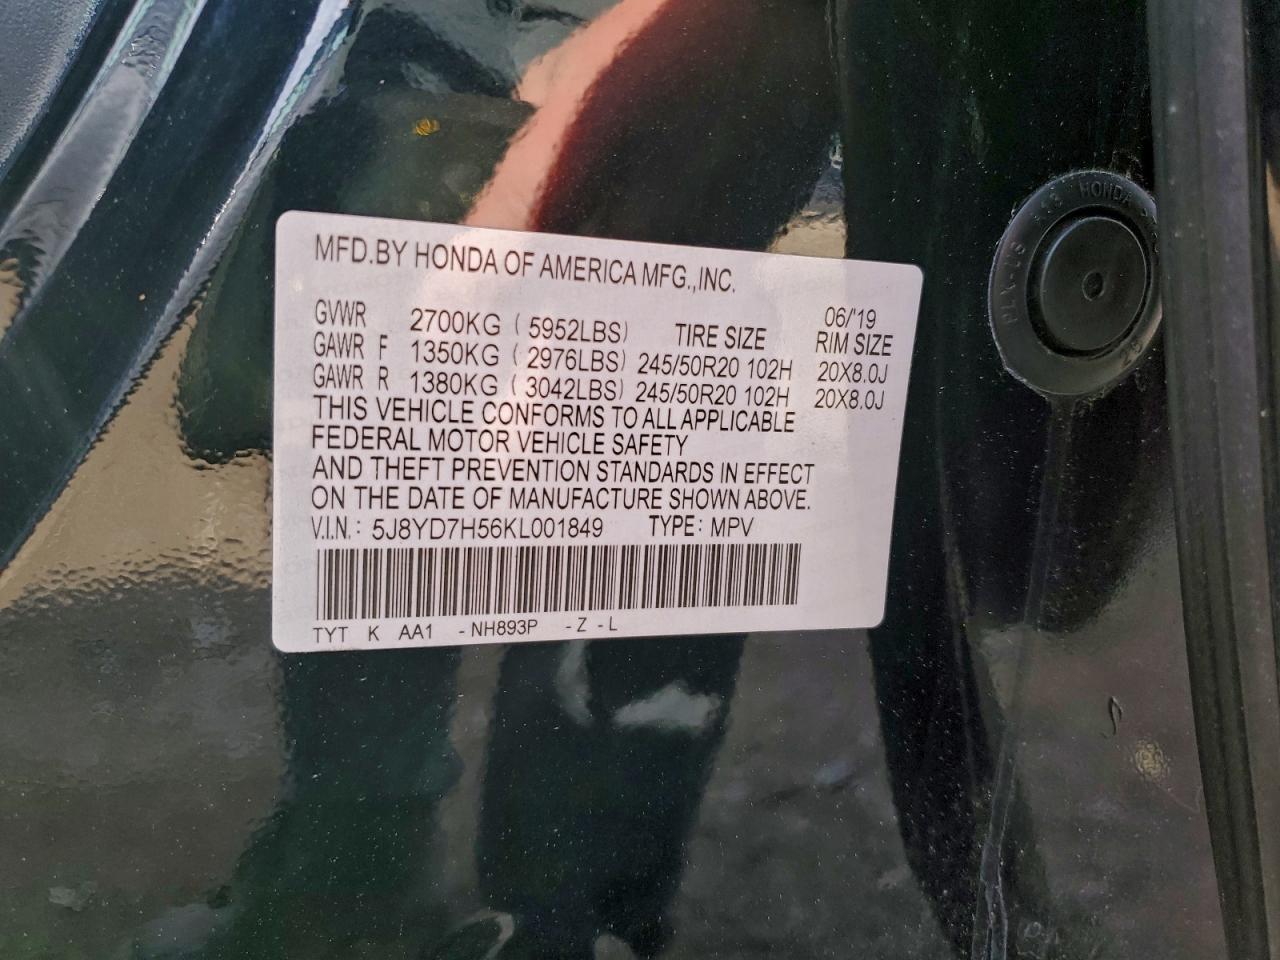 MFD.BY HONDA OF AMERICA MFG.,INC.
06/'19
GVWR 2700KG (5952LBS) TIRE SIZE RIM SIZE
GAWR F 1350KG (2976LBS) 245/50R20 102H 20X8.0J
GAWR R 1380KG (3042LBS) 245/50R20 102H 20X8.0J
THIS VEHICLE CONFORMS TO ALL APPLICABLE
FEDERAL MOTOR VEHICLE SAFETY
AND THEFT PREVENTION STANDARDS IN EFFECT
ON THE DATE OF MANUFACTURE SHOWN ABOVE.
V.I.N.: 5J8YD7H56KL001849 TYPE: MPV
TYT K AA1 -NH893P -Z-L
HONDA